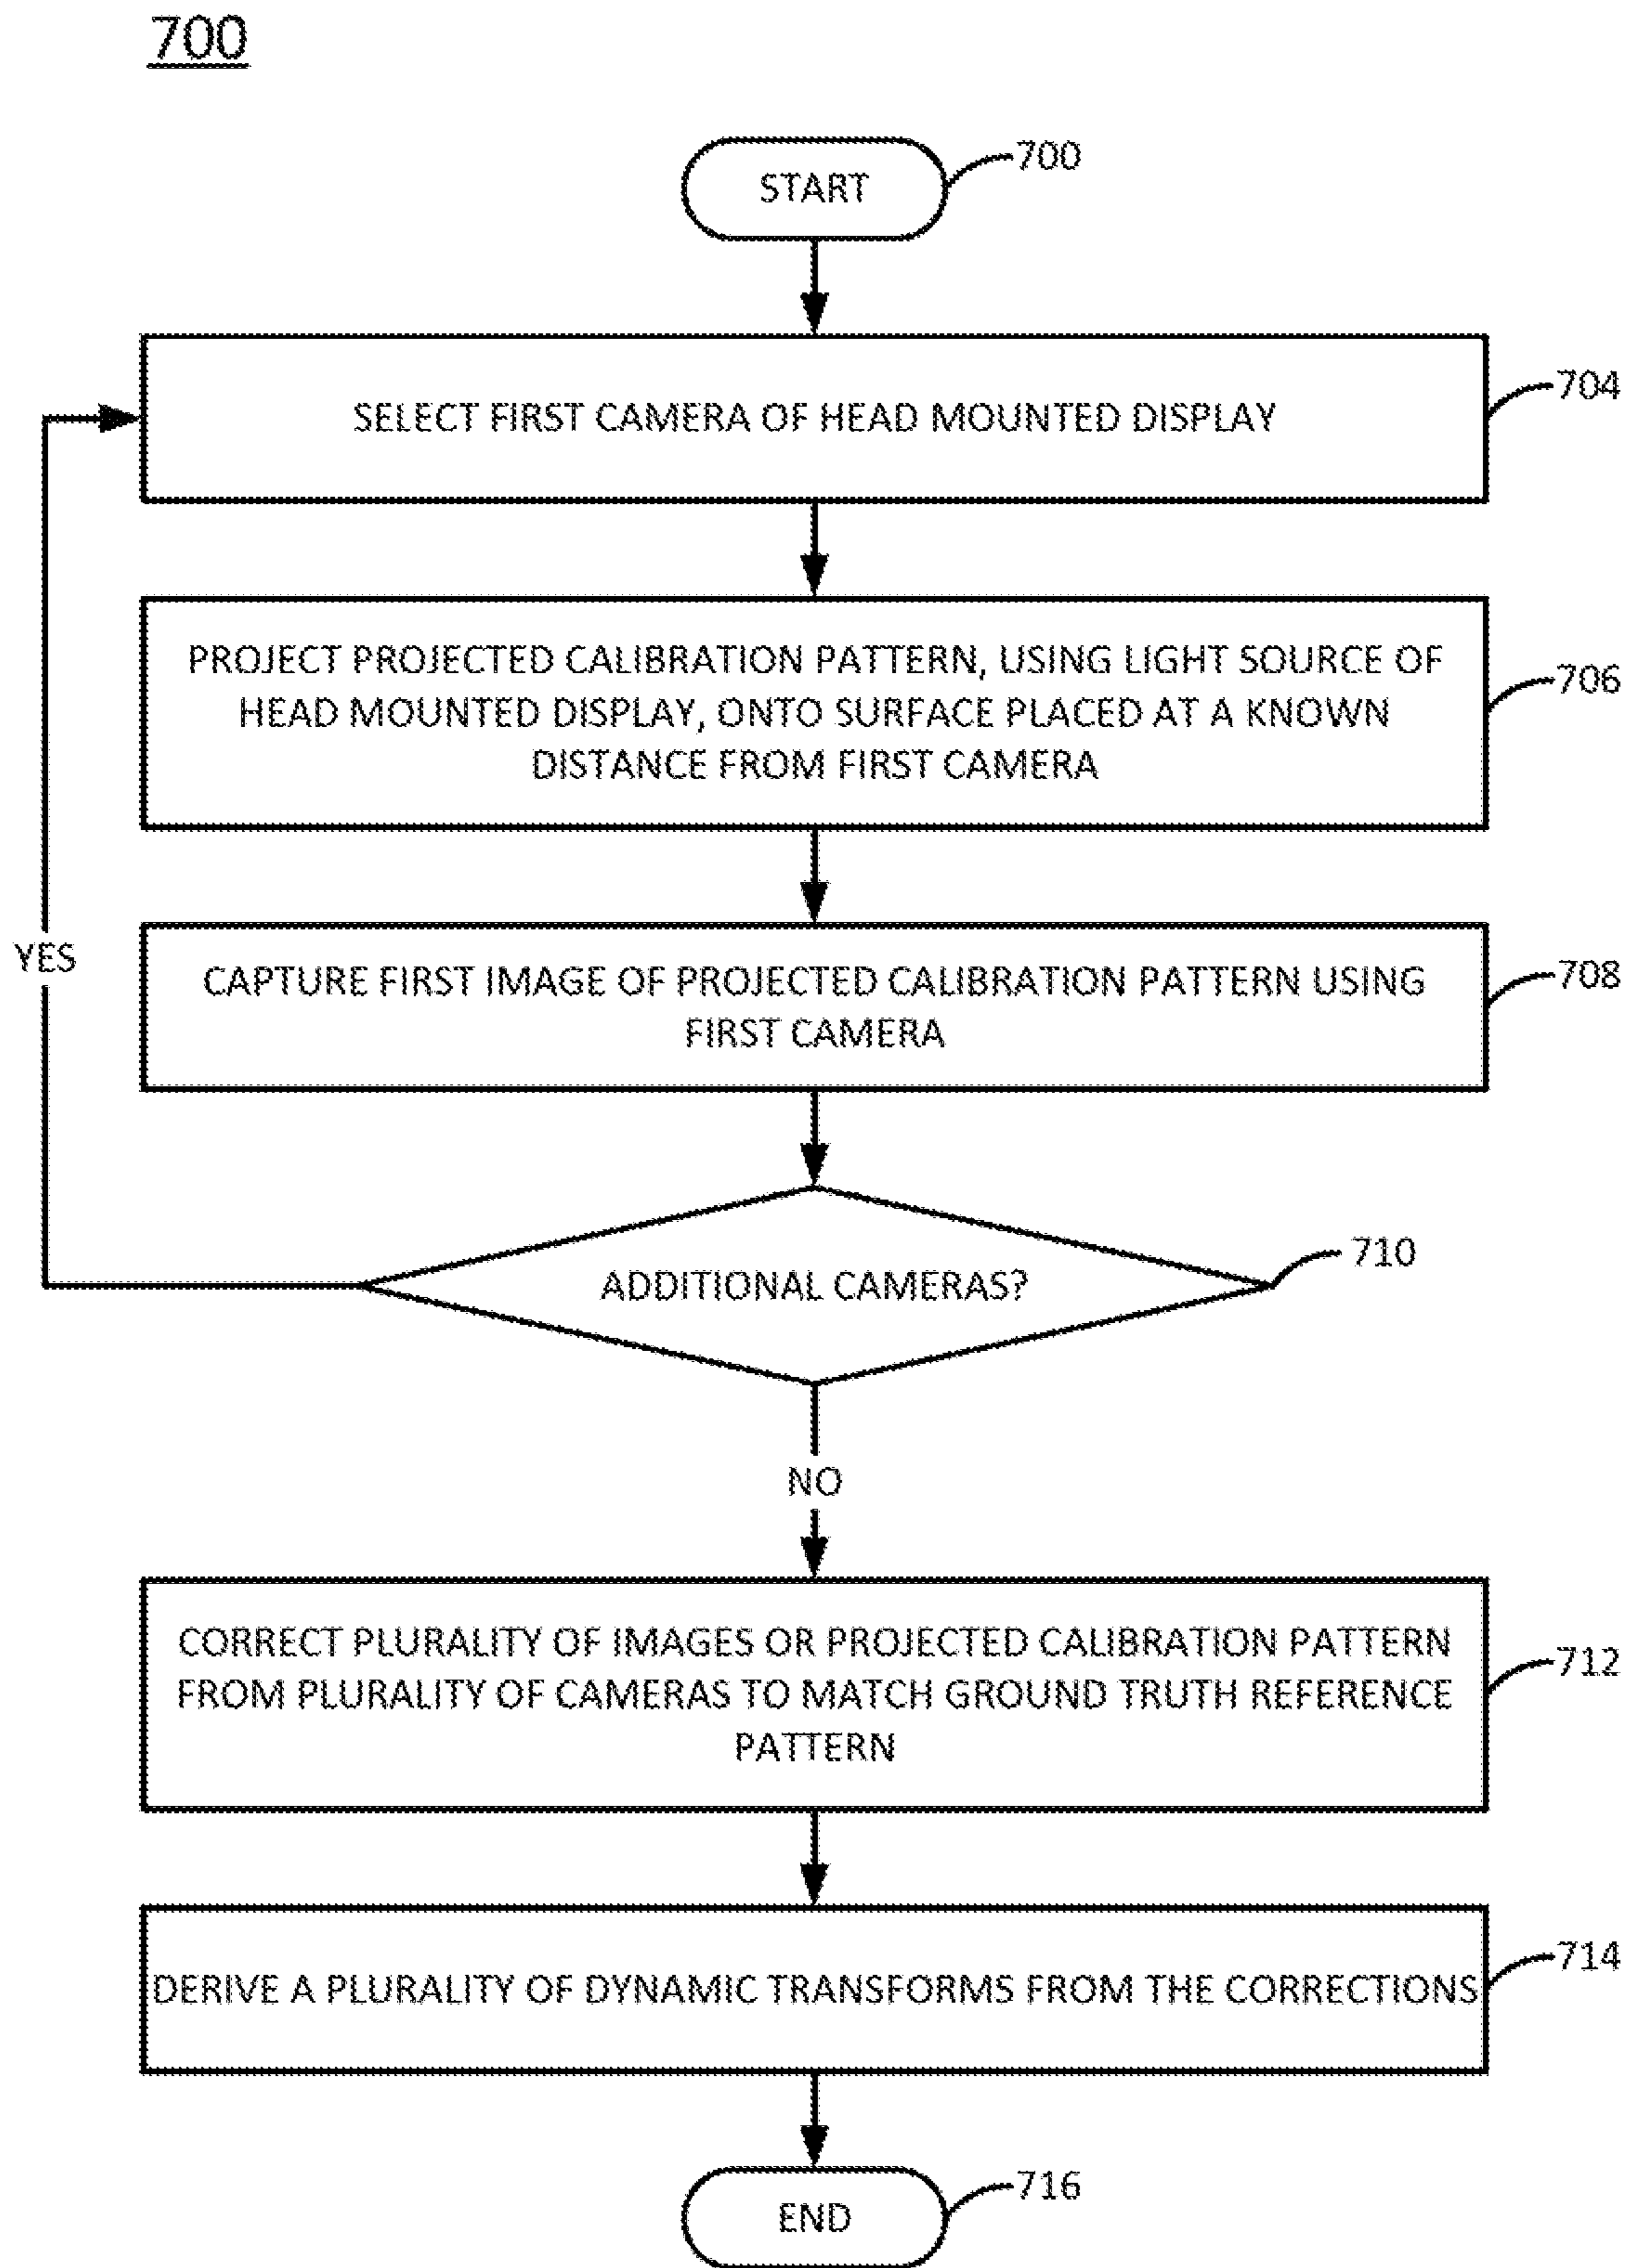 700
START
700
SELECT FIRST CAMERA OF HEAD MOUNTED DISPLAY
704
PROJECT PROJECTED CALIBRATION PATTERN, USING LIGHT SOURCE OF
HEAD MOUNTED DISPLAY, ONTO SURFACE PLACED AT A KNOWN
DISTANCE FROM FIRST CAMERA
706
CAPTURE FIRST IMAGE OF PROJECTED CALIBRATION PATTERN USING
FIRST CAMERA
708
YES
ADDITIONAL CAMERAS?
710
NO
CORRECT PLURALITY OF IMAGES OR PROJECTED CALIBRATION PATTERN
FROM PLURALITY OF CAMERAS TO MATCH GROUND TRUTH REFERENCE
PATTERN
712
DERIVE A PLURALITY OF DYNAMIC TRANSFORMS FROM THE CORRECTIONS
714
END
716